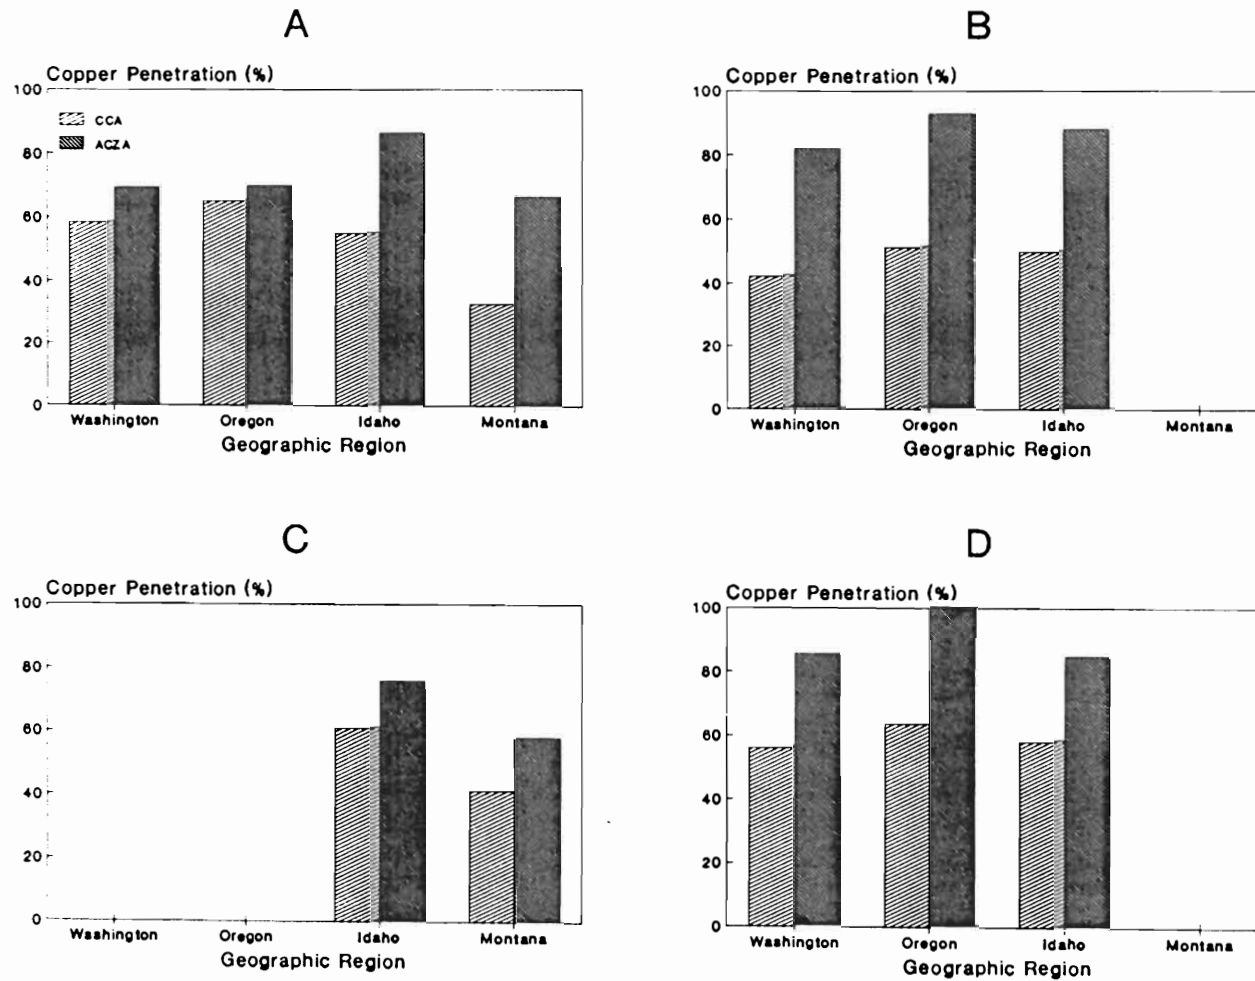 A
Copper Penetration (%)
100
80
60
40
20
0
CCA
ACZA
Washington Oregon Idaho Montana
Geographic Region
B
Copper Penetration (%)
100
80
60
40
20
0
Washington Oregon Idaho Montana
Geographic Region
C
Copper Penetration (%)
100
80
60
40
20
0
Washington Oregon Idaho Montana
Geographic Region
D
Copper Penetration (%)
100
80
60
40
20
0
Washington Oregon Idaho Montana
Geographic Region